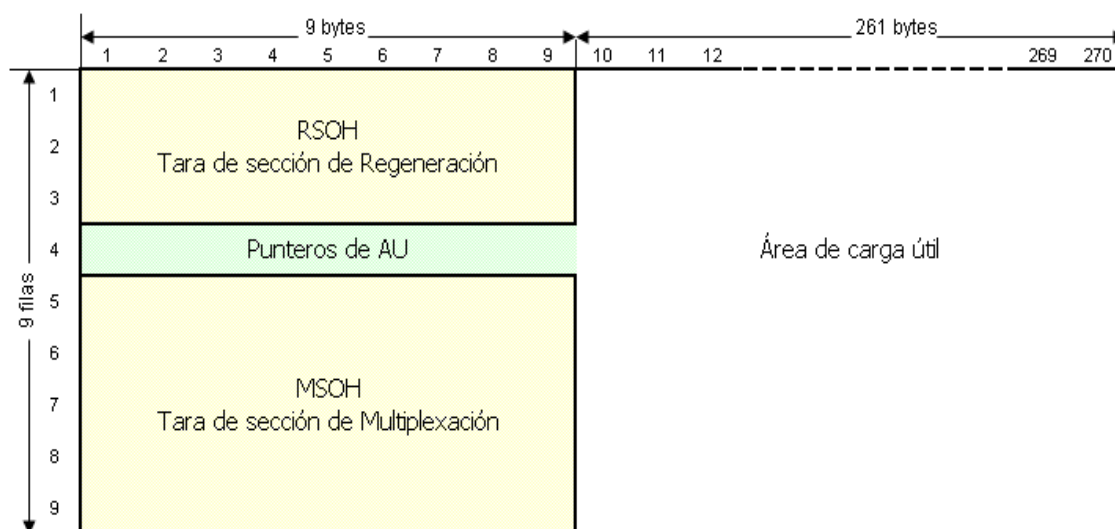 9 bytes
261 bytes
1 2 3 4 5 6 7 8 9 10 11 12 269 270
9 filas
1
2
3
4
5
6
7
8
9
RSOH
Tara de sección de Regeneración
Punteros de AU
Área de carga útil
MSOH
Tara de sección de Multiplexación